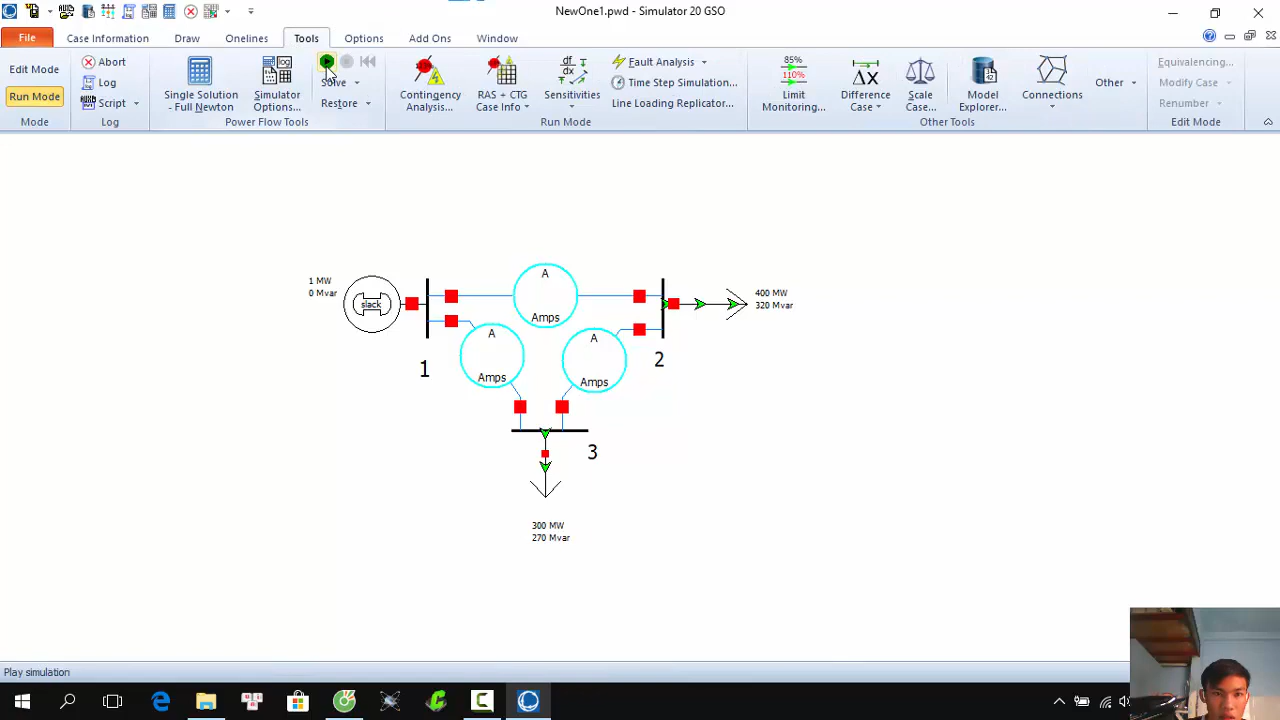 NewOne1.pwd - Simulator 20 GSO
File
Case Information
Draw
Onelines
Tools
Options
Add Ons
Window
Edit Mode
Run Mode
Mode
Abort
Log
Script
Log
Single Solution
- Full Newton
Simulator
Options...
Solve
Restore
Power Flow Tools
Contingency
Analysis...
RAS + CTG
Case Info
Sensitivities
Fault Analysis
Time Step Simulation...
Line Loading Replicator...
Run Mode
85%
110%
Limit
Monitoring...
Difference
Case
Scale
Case...
Model
Explorer...
Connections
Other
Other Tools
Equivalencing...
Modify Case
Renumber
Edit Mode
1 MW
0 Mvar
slack
A
Amps
400 MW
320 Mvar
A
Amps
A
Amps
1
2
3
300 MW
270 Mvar
Play simulation